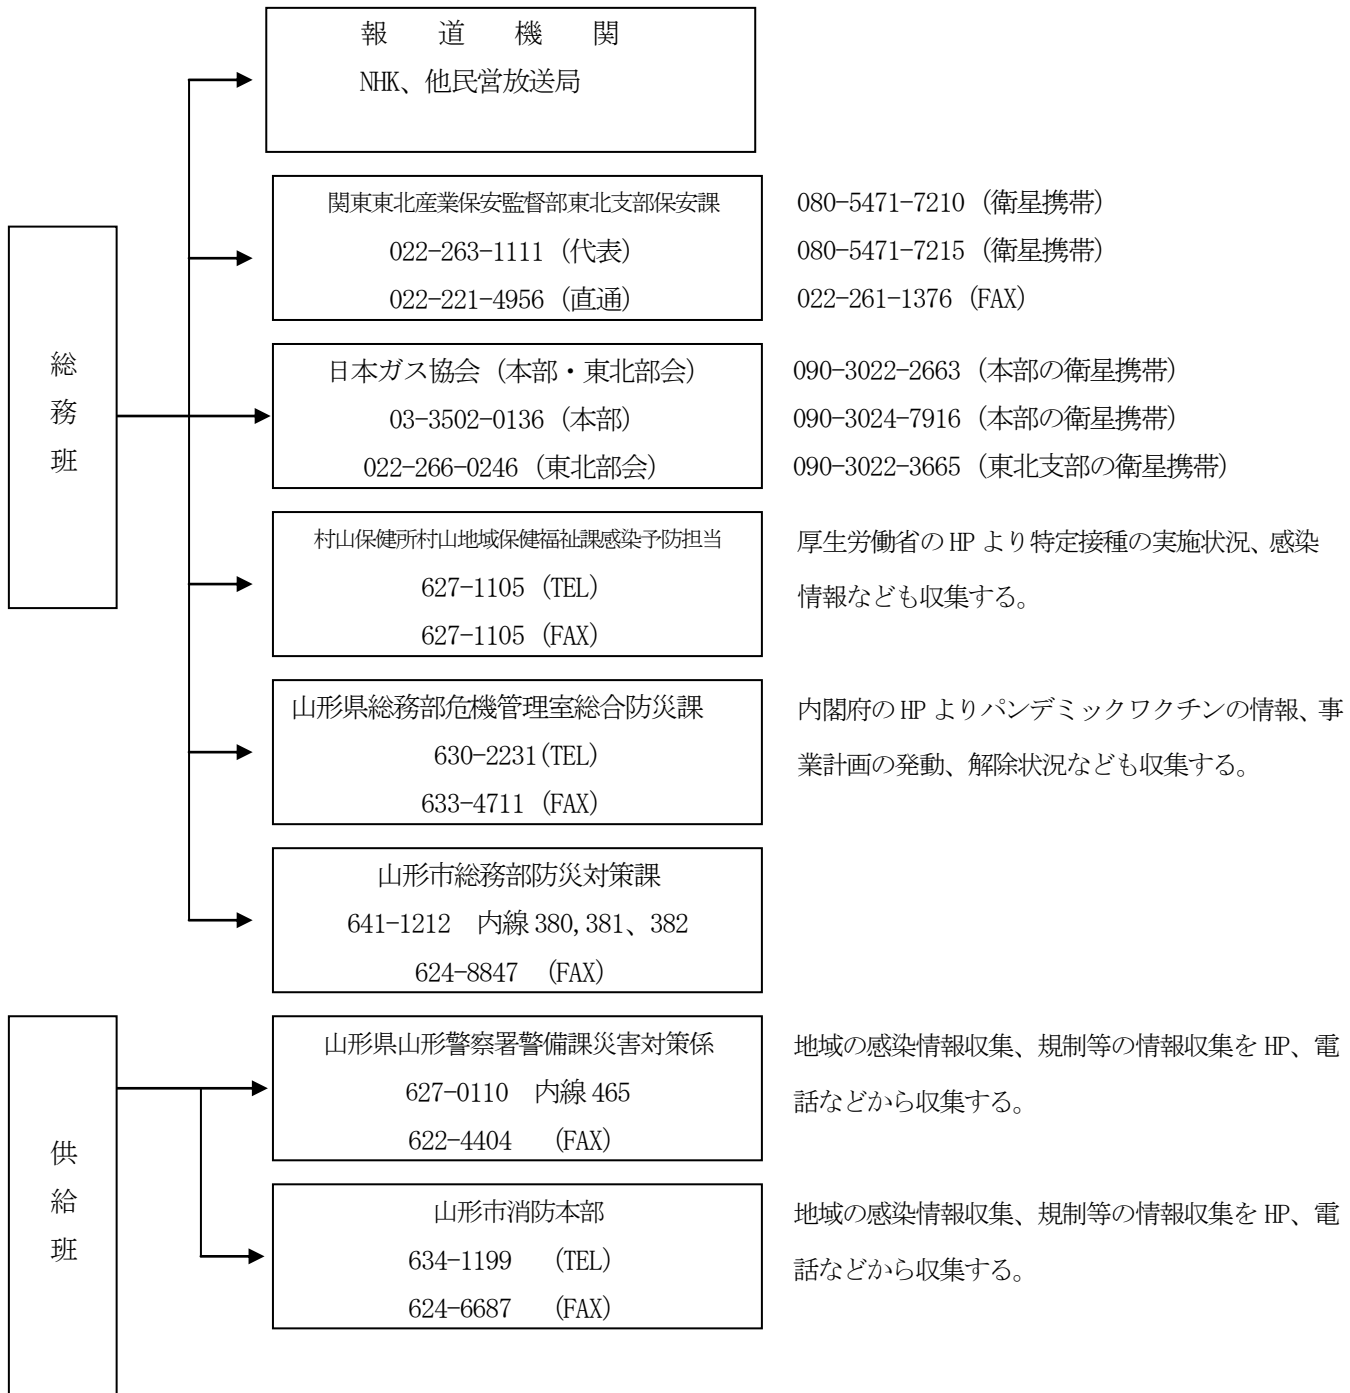 報　道　機　関
NHK、他民営放送局
関東東北産業保安監督部東北支部保安課
022-263-1111（代表）
022-221-4956（直通）
080-5471-7210（衛星携帯）
080-5471-7215（衛星携帯）
022-261-1376（FAX）
総務班
日本ガス協会（本部・東北部会）
03-3502-0136（本部）
022-266-0246（東北部会）
090-3022-2663（本部の衛星携帯）
090-3024-7916（本部の衛星携帯）
090-3022-3665（東北支部の衛星携帯）
村山保健所村山地域保健福祉課感染予防担当
627-1105（TEL）
627-1105（FAX）
厚生労働省の HP より特定接種の実施状況、感染
情報なども収集する。
山形県総務部危機管理室総合防災課
630-2231(TEL)
633-4711（FAX）
内閣府の HP よりパンデミックワクチンの情報、事
業計画の発動、解除状況なども収集する。
山形市総務部防災対策課
641-1212　内線 380,381、382
624-8847　（FAX）
供給班
山形県山形警察署警備課災害対策係
627-0110　内線 465
622-4404　（FAX）
地域の感染情報収集、規制等の情報収集を HP、電
話などから収集する。
山形市消防本部
634-1199　（TEL）
624-6687　（FAX）
地域の感染情報収集、規制等の情報収集を HP、電
話などから収集する。